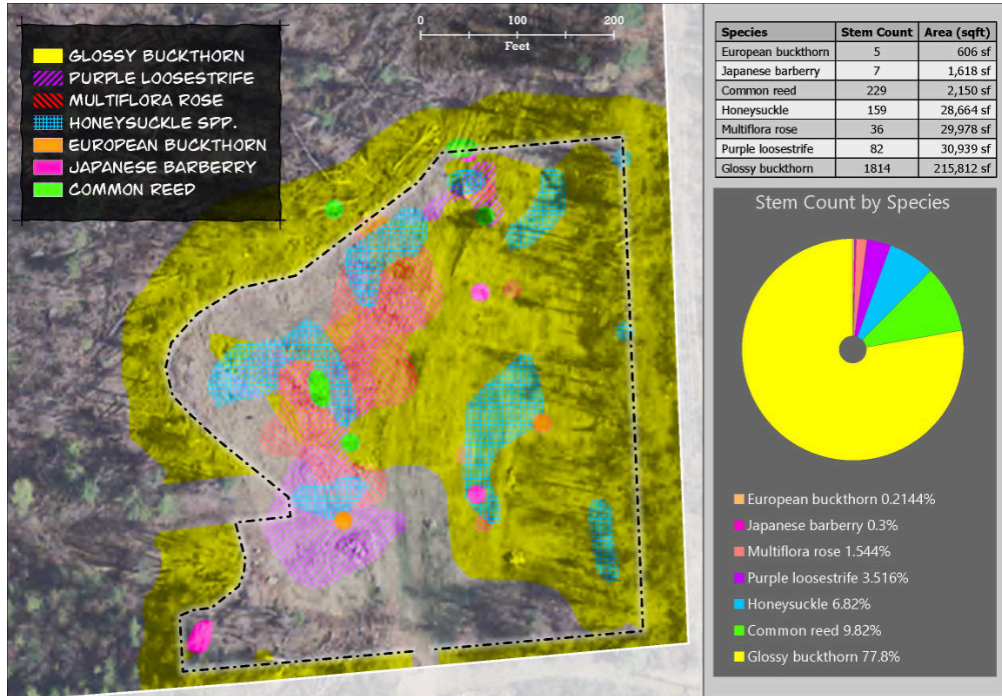 GLOSSY BUCKTHORN
PURPLE LOOSESTRIFE
MULTIFLORA ROSE
HONEYSUCKLE SPP.
EUROPEAN BUCKTHORN
JAPANESE BARBERRY
COMMON REED
0 100 200
Feet
Species Stem Count Area (sqft)
European buckthorn 5 606 sf
Japanese barberry 7 1,618 sf
Common reed 229 2,150 sf
Honeysuckle 159 28,664 sf
Multiflora rose 36 29,978 sf
Purple loosestrife 82 30,939 sf
Glossy buckthorn 1814 215,812 sf
Stem Count by Species
European buckthorn 0.2144%
Japanese barberry 0.3%
Multiflora rose 1.544%
Purple loosestrife 3.516%
Honeysuckle 6.82%
Common reed 9.82%
Glossy buckthorn 77.8%